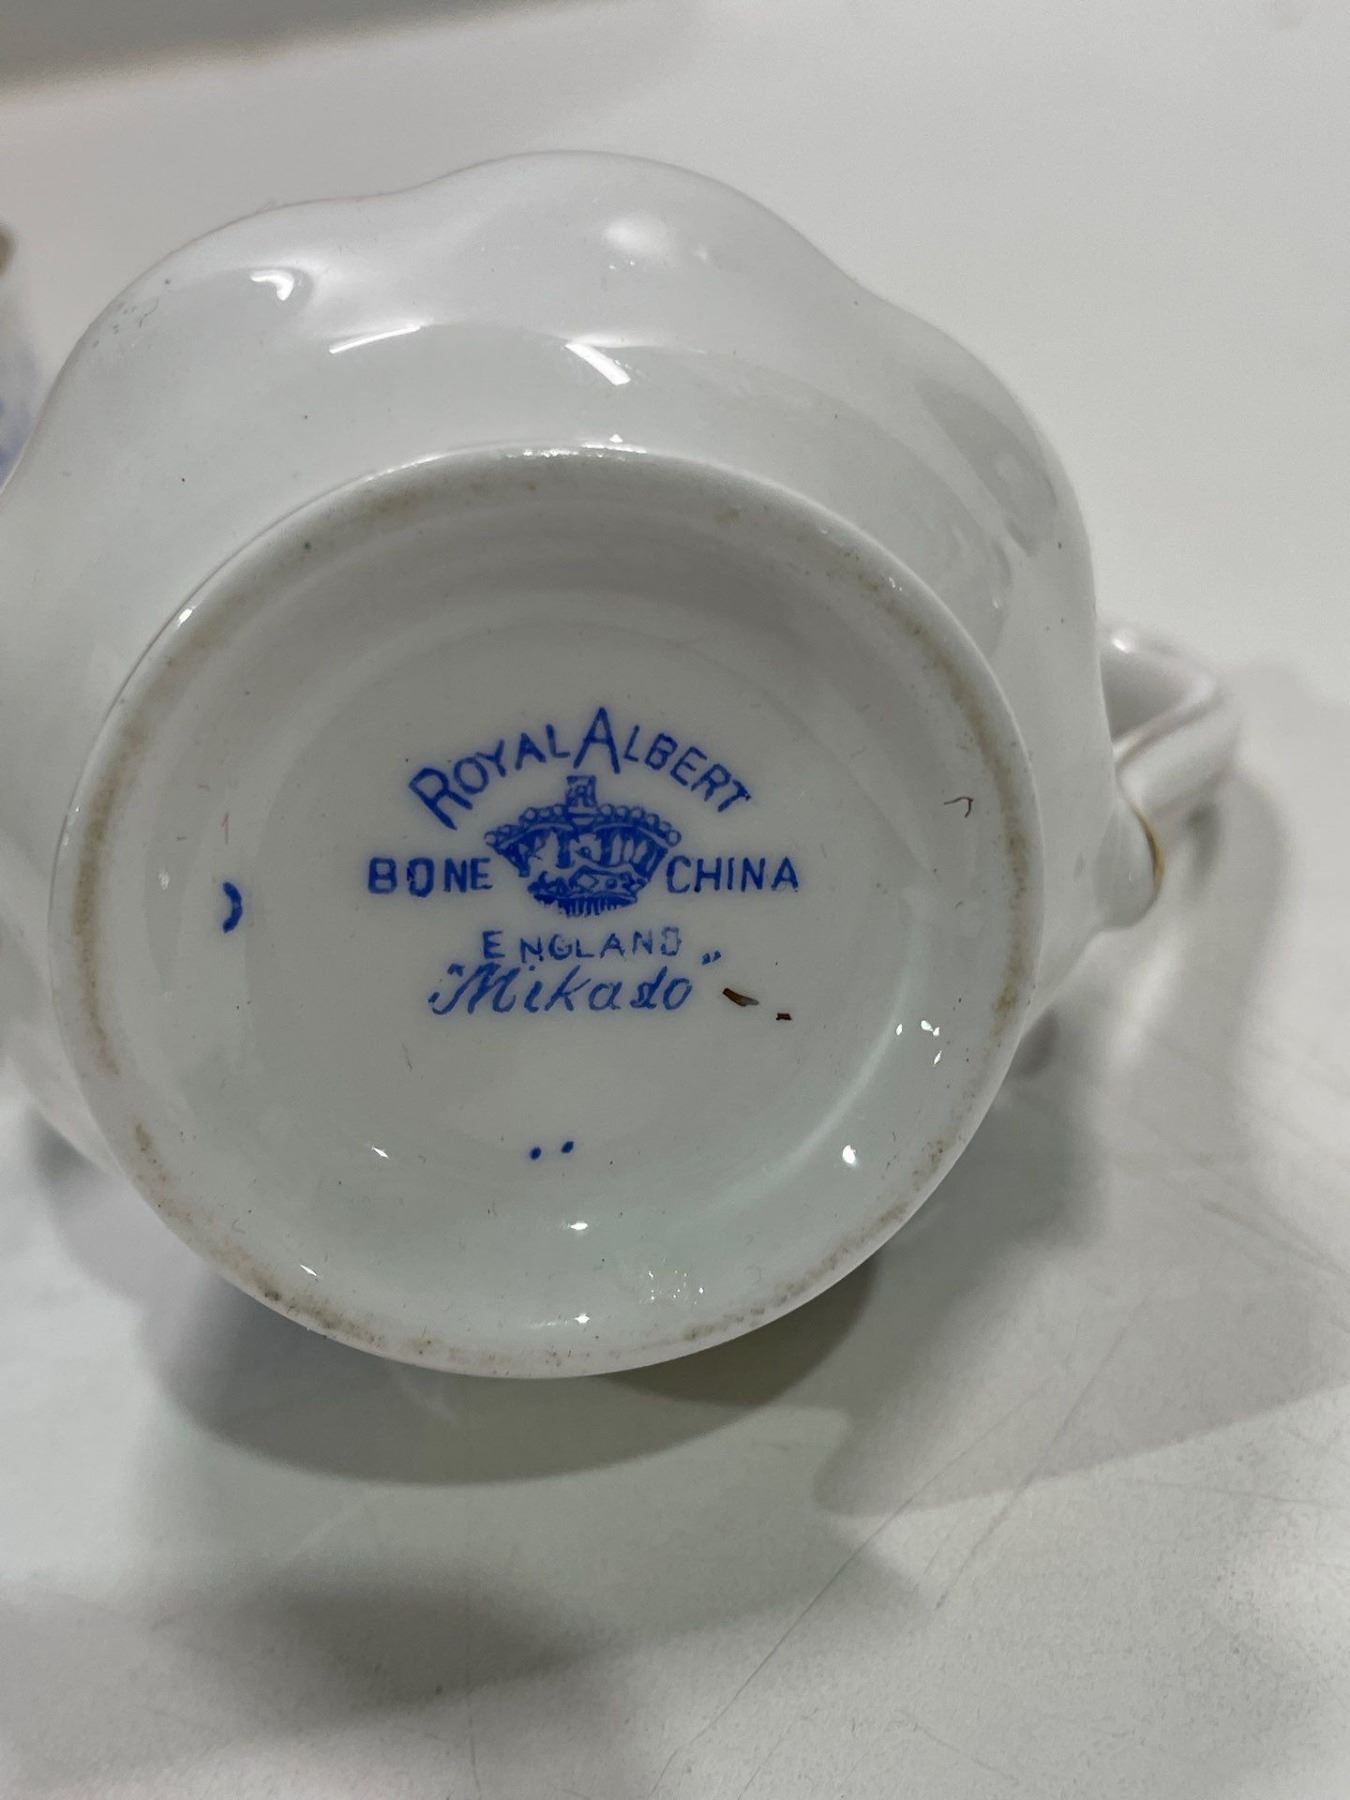 ROYAL ALBERT
BONE CHINA
ENGLAND
"Mikado"